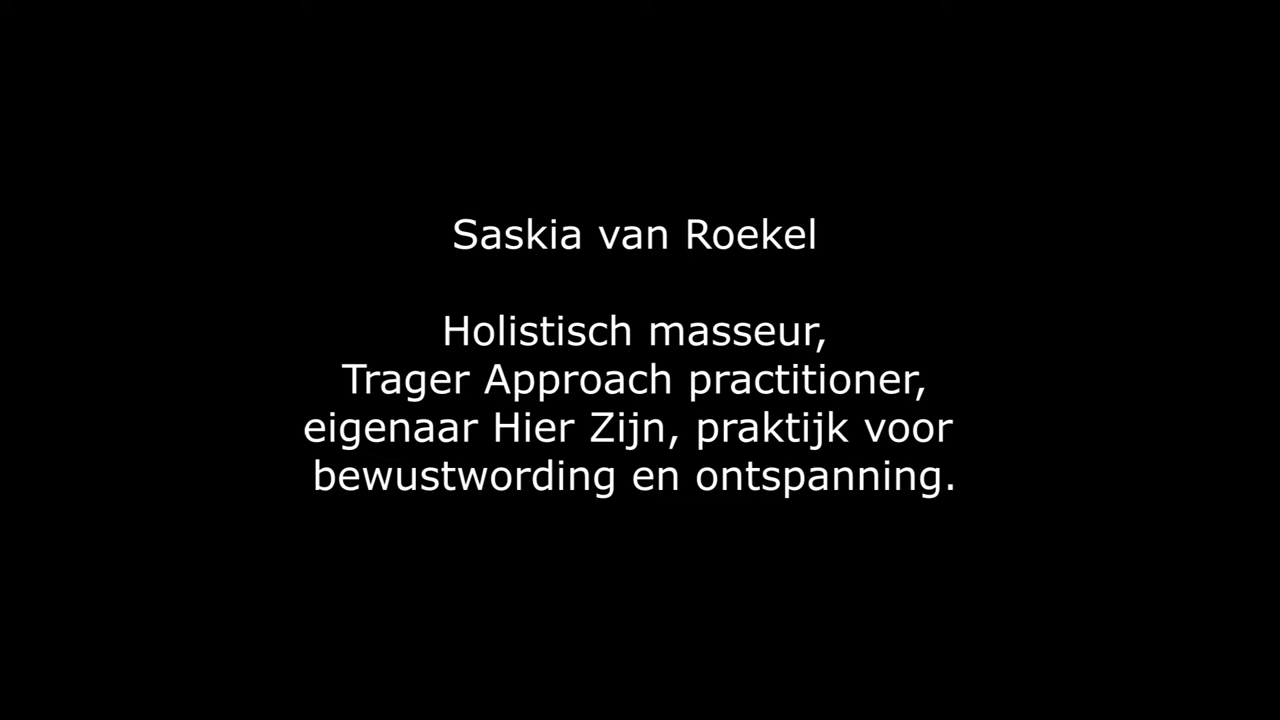 Saskia van Roekel
Holistisch masseur,
Trager Approach practitioner,
eigenaar Hier Zijn, praktijk voor
bewustwording en ontspanning.